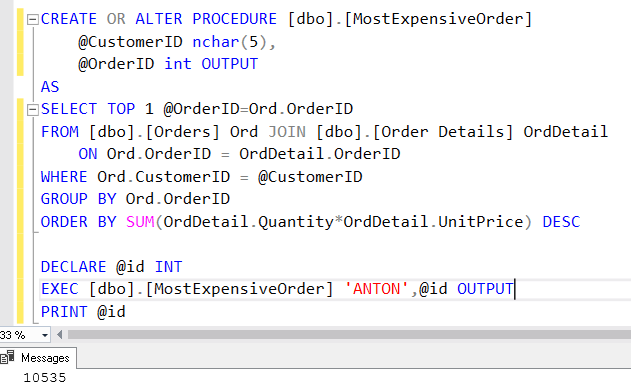 CREATE OR ALTER PROCEDURE [dbo].[MostExpensiveOrder]
@CustomerID nchar(5),
@OrderID int OUTPUT
AS
SELECT TOP 1 @OrderID=Ord.OrderID
FROM [dbo].[Orders] Ord JOIN [dbo].[Order Details] OrdDetail
ON Ord.OrderID = OrdDetail.OrderID
WHERE Ord.CustomerID = @CustomerID
GROUP BY Ord.OrderID
ORDER BY SUM(OrdDetail.Quantity*OrdDetail.UnitPrice) DESC
DECLARE @id INT
EXEC [dbo].[MostExpensiveOrder] 'ANTON',@id OUTPUT
PRINT @id
33 %
Messages
10535